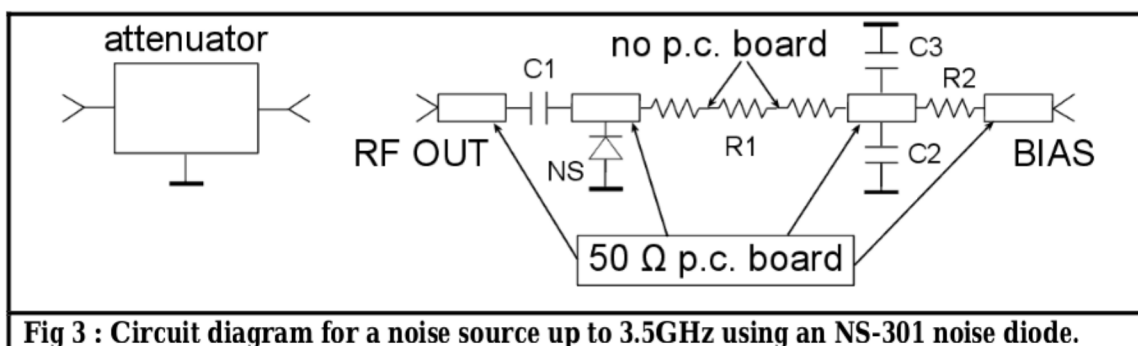 attenuator
no p.c. board
C1
C3
R2
RF OUT
NS
R1
C2
BIAS
50 Ω p.c. board
Fig 3 : Circuit diagram for a noise source up to 3.5GHz using an NS-301 noise diode.